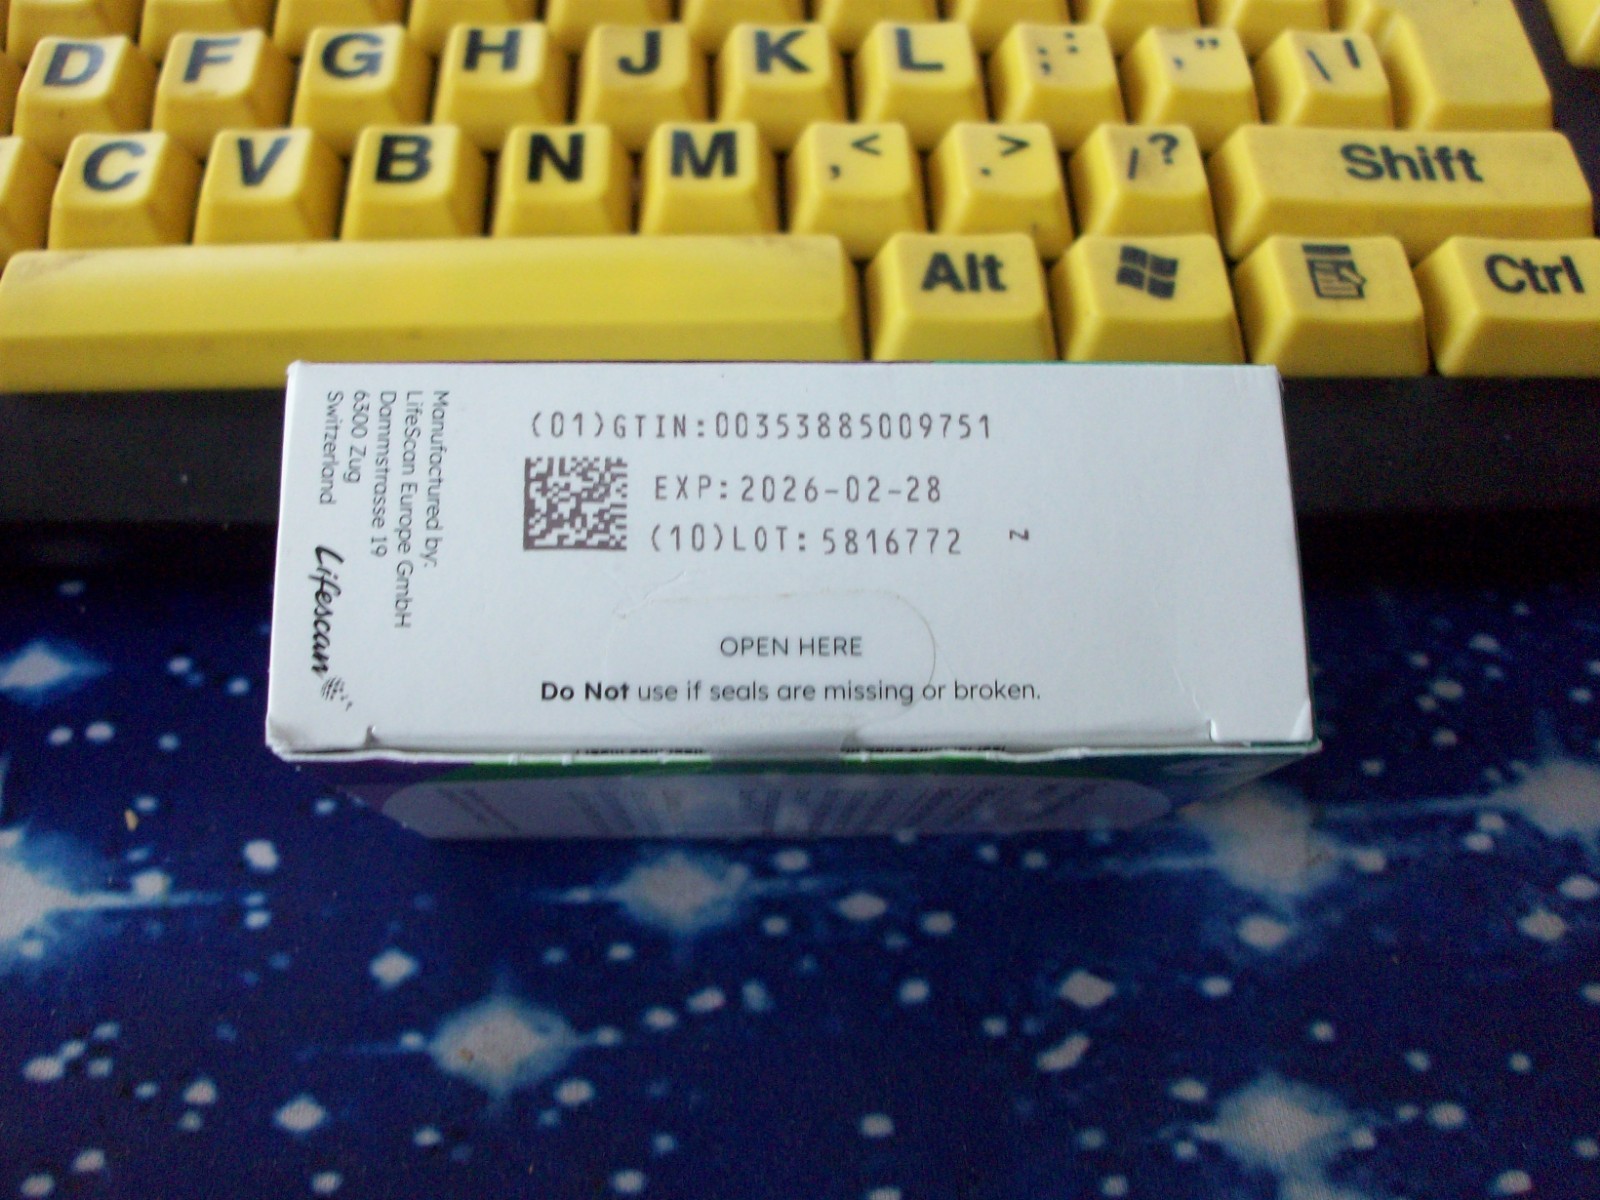 D F G H J K L ; : , " \ |
C V B N M , < . > / ? Shift
Alt Ctrl
(01)GTIN:00353885009751
EXP:2026-02-28
(10)LOT:5816772 Z
OPEN HERE
Do Not use if seals are missing or broken.
Manufactured by:
LifeScan Europe GmbH
Dammstrasse 19
6300 Zug
Switzerland
Lifescan